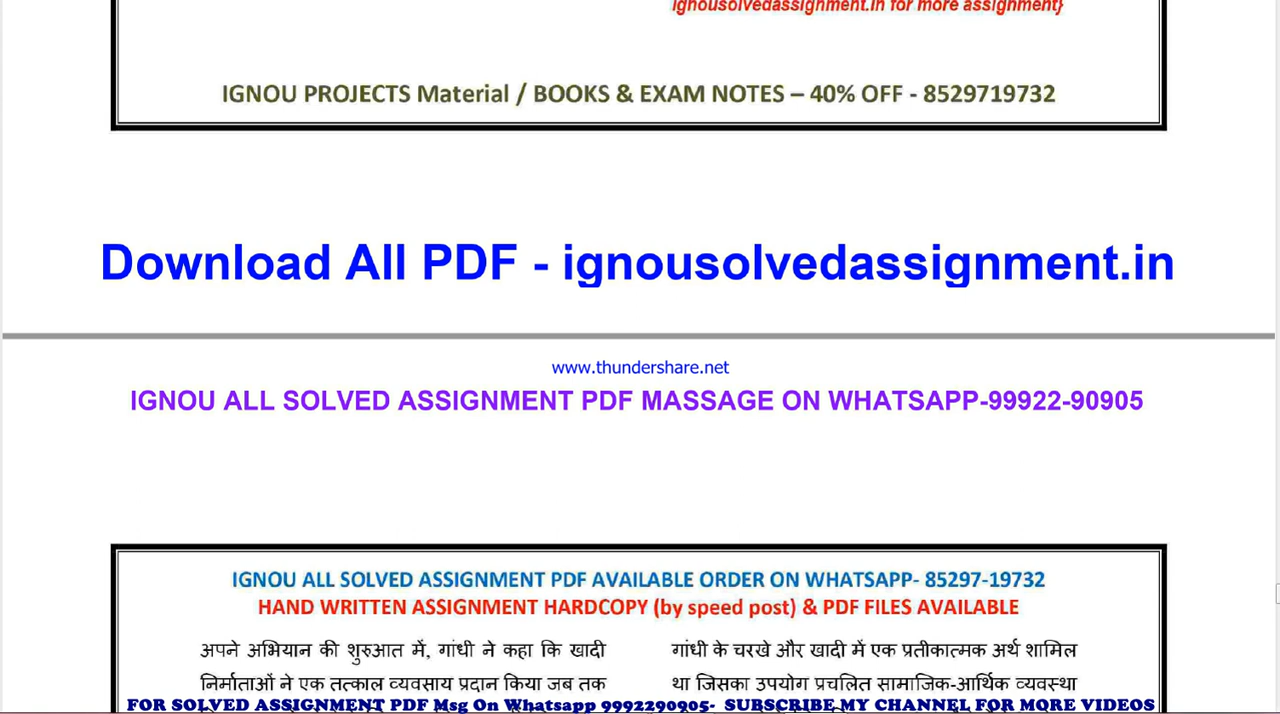 ignousolvedassignment.in for more assignment}
IGNOU PROJECTS Material / BOOKS & EXAM NOTES – 40% OFF - 8529719732
Download All PDF - ignousolvedassignment.in
www.thundershare.net
IGNOU ALL SOLVED ASSIGNMENT PDF MASSAGE ON WHATSAPP-99922-90905
IGNOU ALL SOLVED ASSIGNMENT PDF AVAILABLE ORDER ON WHATSAPP- 85297-19732
HAND WRITTEN ASSIGNMENT HARDCOPY (by speed post) & PDF FILES AVAILABLE
अपने अभियान की शुरुआत में, गांधी ने कहा कि खादी
निर्माताओं ने एक तत्काल व्यवसाय प्रदान किया जब तक
गांधी के चरखे और खादी में एक प्रतीकात्मक अर्थ शामिल
था जिसका उपयोग प्रचलित सामाजिक-आर्थिक व्यवस्था
FOR SOLVED ASSIGNMENT PDF Msg On Whatsapp 9992290905- SUBSCRIBE MY CHANNEL FOR MORE VIDEOS